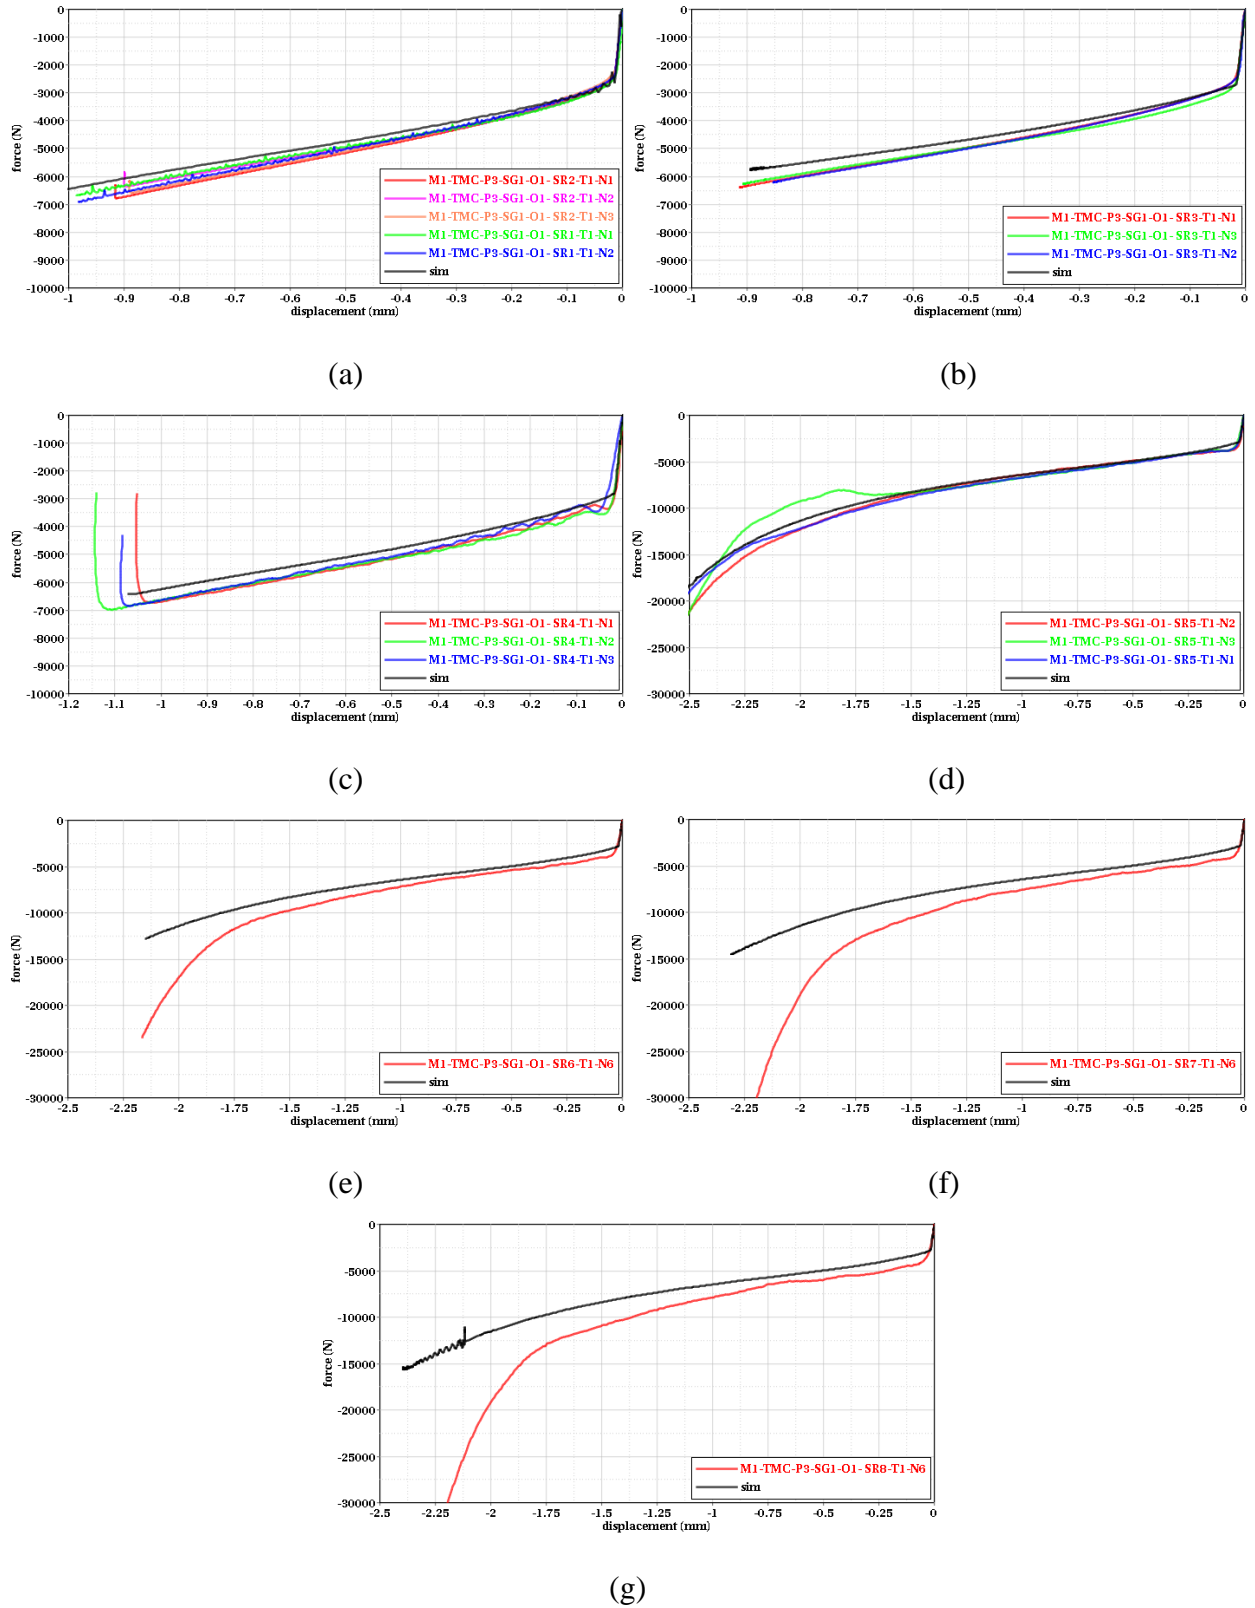 0
-1000
-2000
-3000
-4000
-5000
-6000
-7000
-8000
-9000
-10000
force (N)
M1-TMC-P3-SG1-O1- SR2-T1-N1
M1-TMC-P3-SG1-O1- SR2-T1-N2
M1-TMC-P3-SG1-O1- SR2-T1-N3
M1-TMC-P3-SG1-O1- SR1-T1-N1
M1-TMC-P3-SG1-O1- SR1-T1-N2
sim
-1 -0.9 -0.8 -0.7 -0.6 -0.5 -0.4 -0.3 -0.2 -0.1 0
displacement (mm)
(a)
0
-1000
-2000
-3000
-4000
-5000
-6000
-7000
-8000
-9000
-10000
force (N)
M1-TMC-P3-SG1-O1- SR3-T1-N1
M1-TMC-P3-SG1-O1- SR3-T1-N3
M1-TMC-P3-SG1-O1- SR3-T1-N2
sim
-1 -0.9 -0.8 -0.7 -0.6 -0.5 -0.4 -0.3 -0.2 -0.1 0
displacement (mm)
(b)
0
-1000
-2000
-3000
-4000
-5000
-6000
-7000
-8000
-9000
-10000
force (N)
M1-TMC-P3-SG1-O1- SR4-T1-N1
M1-TMC-P3-SG1-O1- SR4-T1-N2
M1-TMC-P3-SG1-O1- SR4-T1-N3
sim
-1.2 -1.1 -1 -0.9 -0.8 -0.7 -0.6 -0.5 -0.4 -0.3 -0.2 -0.1 0
displacement (mm)
(c)
0
-5000
-10000
-15000
-20000
-25000
-30000
force (N)
M1-TMC-P3-SG1-O1- SR5-T1-N2
M1-TMC-P3-SG1-O1- SR5-T1-N3
M1-TMC-P3-SG1-O1- SR5-T1-N1
sim
-2.5 -2.25 -2 -1.75 -1.5 -1.25 -1 -0.75 -0.5 -0.25 0
displacement (mm)
(d)
0
-5000
-10000
-15000
-20000
-25000
-30000
force (N)
M1-TMC-P3-SG1-O1- SR6-T1-N6
sim
-2.5 -2.25 -2 -1.75 -1.5 -1.25 -1 -0.75 -0.5 -0.25 0
displacement (mm)
(e)
0
-5000
-10000
-15000
-20000
-25000
-30000
force (N)
M1-TMC-P3-SG1-O1- SR7-T1-N6
sim
-2.5 -2.25 -2 -1.75 -1.5 -1.25 -1 -0.75 -0.5 -0.25 0
displacement (mm)
(f)
0
-5000
-10000
-15000
-20000
-25000
-30000
force (N)
M1-TMC-P3-SG1-O1- SR8-T1-N6
sim
-2.5 -2.25 -2 -1.75 -1.5 -1.25 -1 -0.75 -0.5 -0.25 0
displacement (mm)
(g)